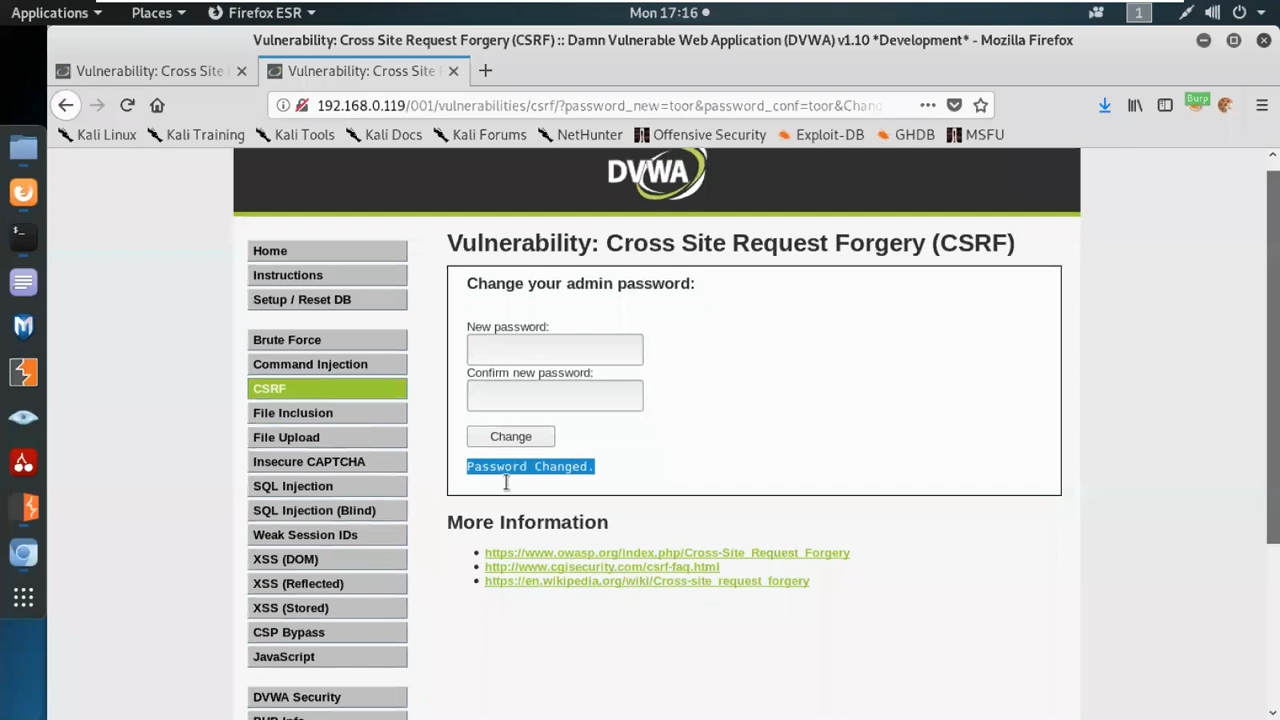 Applications Places Firefox ESR Mon 17:16 1
Vulnerability: Cross Site Request Forgery (CSRF) :: Damn Vulnerable Web Application (DVWA) v1.10 *Development* - Mozilla Firefox
Vulnerability: Cross Site Vulnerability: Cross Site
192.168.0.119/001/vulnerabilities/csrf/?password_new=toor&password_conf=toor&Chan Burp
Kali Linux Kali Training Kali Tools Kali Docs Kali Forums NetHunter Offensive Security Exploit-DB GHDB MSFU
DVWA
Home
Instructions
Setup / Reset DB
Brute Force
Command Injection
CSRF
File Inclusion
File Upload
Insecure CAPTCHA
SQL Injection
SQL Injection (Blind)
Weak Session IDs
XSS (DOM)
XSS (Reflected)
XSS (Stored)
CSP Bypass
JavaScript
DVWA Security
Vulnerability: Cross Site Request Forgery (CSRF)
Change your admin password:
New password:
Confirm new password:
Change
Password Changed.
More Information
https://www.owasp.org/index.php/Cross-Site_Request_Forgery
http://www.cgisecurity.com/csrf-faq.html
https://en.wikipedia.org/wiki/Cross-site_request_forgery